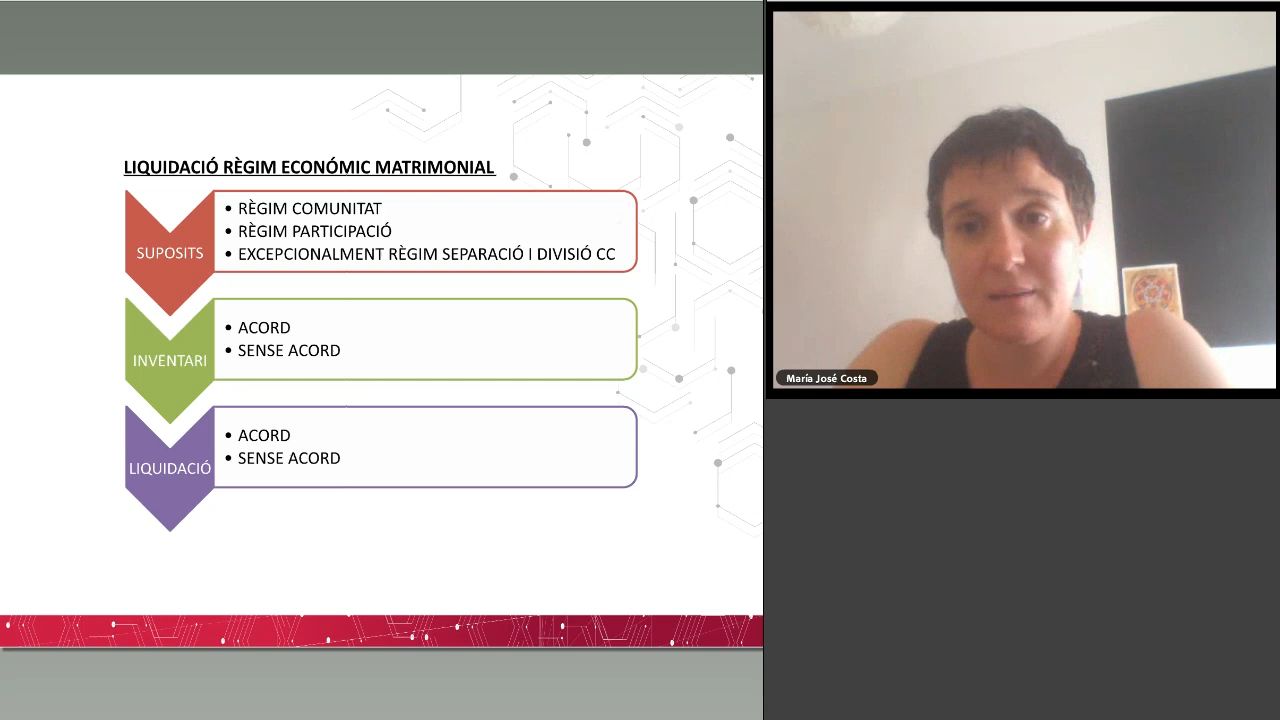 LIQUIDACIÓ RÈGIM ECONÓMIC MATRIMONIAL
SUPOSITS
• RÈGIM COMUNITAT
• RÈGIM PARTICIPACIÓ
• EXCEPCIONALMENT RÈGIM SEPARACIÓ I DIVISIÓ CC
INVENTARI
• ACORD
• SENSE ACORD
LIQUIDACIÓ
• ACORD
• SENSE ACORD
María José Costa